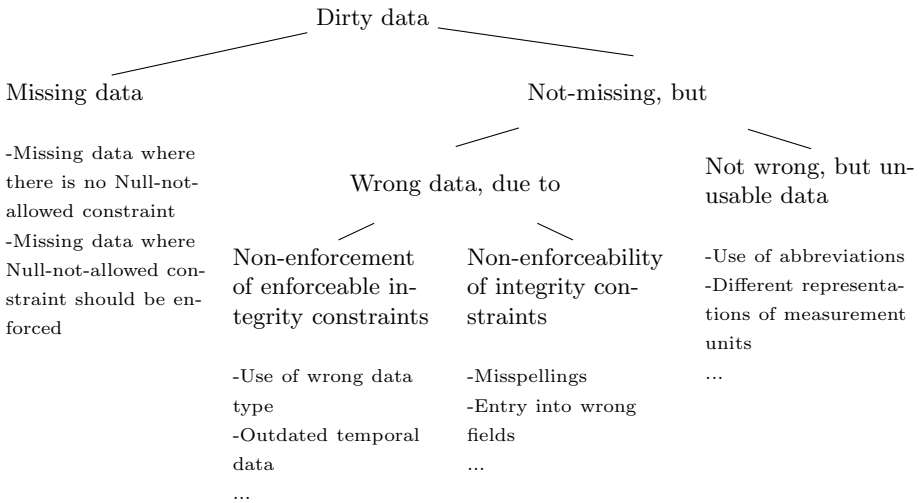 Dirty data
Missing data
-Missing data where
there is no Null-not-
allowed constraint
-Missing data where
Null-not-allowed con-
straint should be en-
forced
Not-missing, but
Wrong data, due to
Non-enforcement
of enforceable in-
tegrity constraints
-Use of wrong data
type
-Outdated temporal
data
...
Non-enforceability
of integrity con-
straints
-Misspellings
-Entry into wrong
fields
...
Not wrong, but un-
usable data
-Use of abbreviations
-Different representa-
tions of measurement
units
...